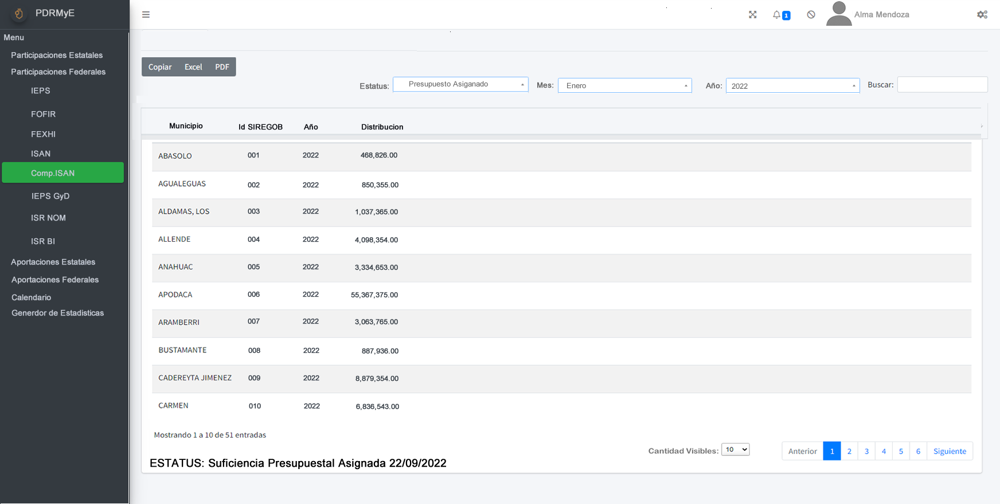 PDRMyE
1
Alma Mendoza
Menu
Participaciones Estatales
Participaciones Federales
IEPS
FOFIR
FEXHI
ISAN
Comp.ISAN
IEPS GyD
ISR NOM
ISR BI
Aportaciones Estatales
Aportaciones Federales
Calendario
Generdor de Estadisticas
Copiar Excel PDF
Estatus: Presupuesto Asiganado Mes: Enero Año: 2022 Buscar:
Municipio Id SIREGOB Año Distribucion
ABASOLO 001 2022 468,826.00
AGUALEGUAS 002 2022 850,355.00
ALDAMAS, LOS 003 2022 1,037,365.00
ALLENDE 004 2022 4,098,354.00
ANAHUAC 005 2022 3,334,653.00
APODACA 006 2022 55,367,375.00
ARAMBERRI 007 2022 3,063,765.00
BUSTAMANTE 008 2022 887,936.00
CADEREYTA JIMENEZ 009 2022 8,879,354.00
CARMEN 010 2022 6,836,543.00
Mostrando 1 a 10 de 51 entradas
Cantidad Visibles: 10 Anterior 1 2 3 4 5 6 Siguiente
ESTATUS: Suficiencia Presupuestal Asignada 22/09/2022